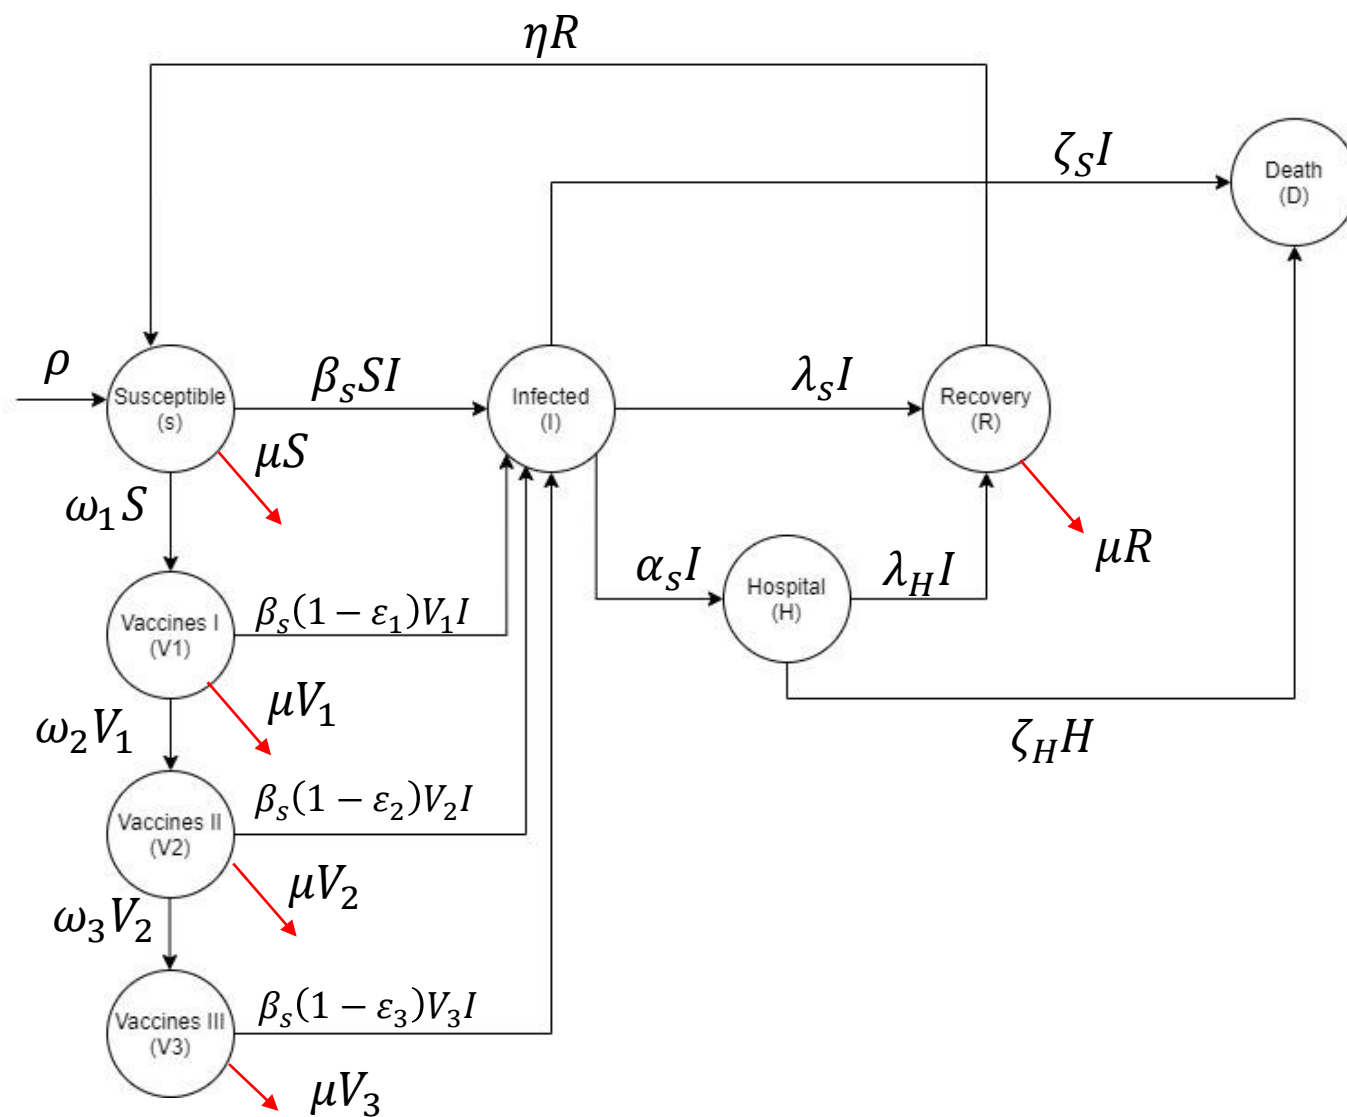 ηR
ζ_S I
Death
(D)
ρ
Susceptible
(s)
β_s SI
Infected
(I)
λ_s I
Recovery
(R)
μS
ω_1 S
α_s I
Hospital
(H)
λ_H I
μR
Vaccines I
(V1)
β_s(1 − ε_1)V_1 I
μV_1
ω_2 V_1
ζ_H H
Vaccines II
(V2)
β_s(1 − ε_2)V_2 I
μV_2
ω_3 V_2
Vaccines III
(V3)
β_s(1 − ε_3)V_3 I
μV_3